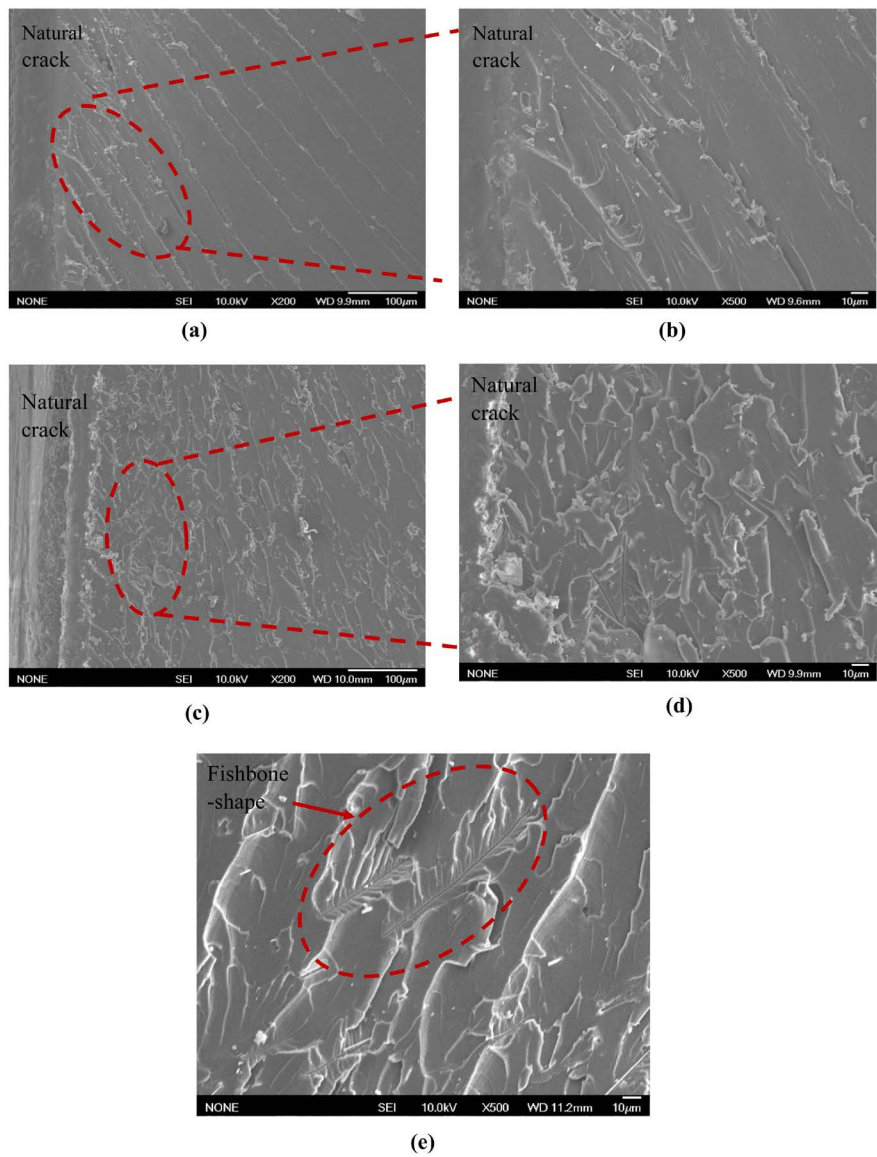 Natural
crack
NONE SEI 10.0kV X200 WD 9.9mm 100μm
(a)
NONE SEI 10.0kV X500 WD 9.6mm 10μm
(b)
Natural
crack
NONE SEI 10.0kV X200 WD 10.0mm 100μm
(c)
Natural
crack
NONE SEI 10.0kV X500 WD 9.9mm 10μm
(d)
Fishbone
-shape
NONE SEI 10.0kV X500 WD 11.2mm 10μm
(e)